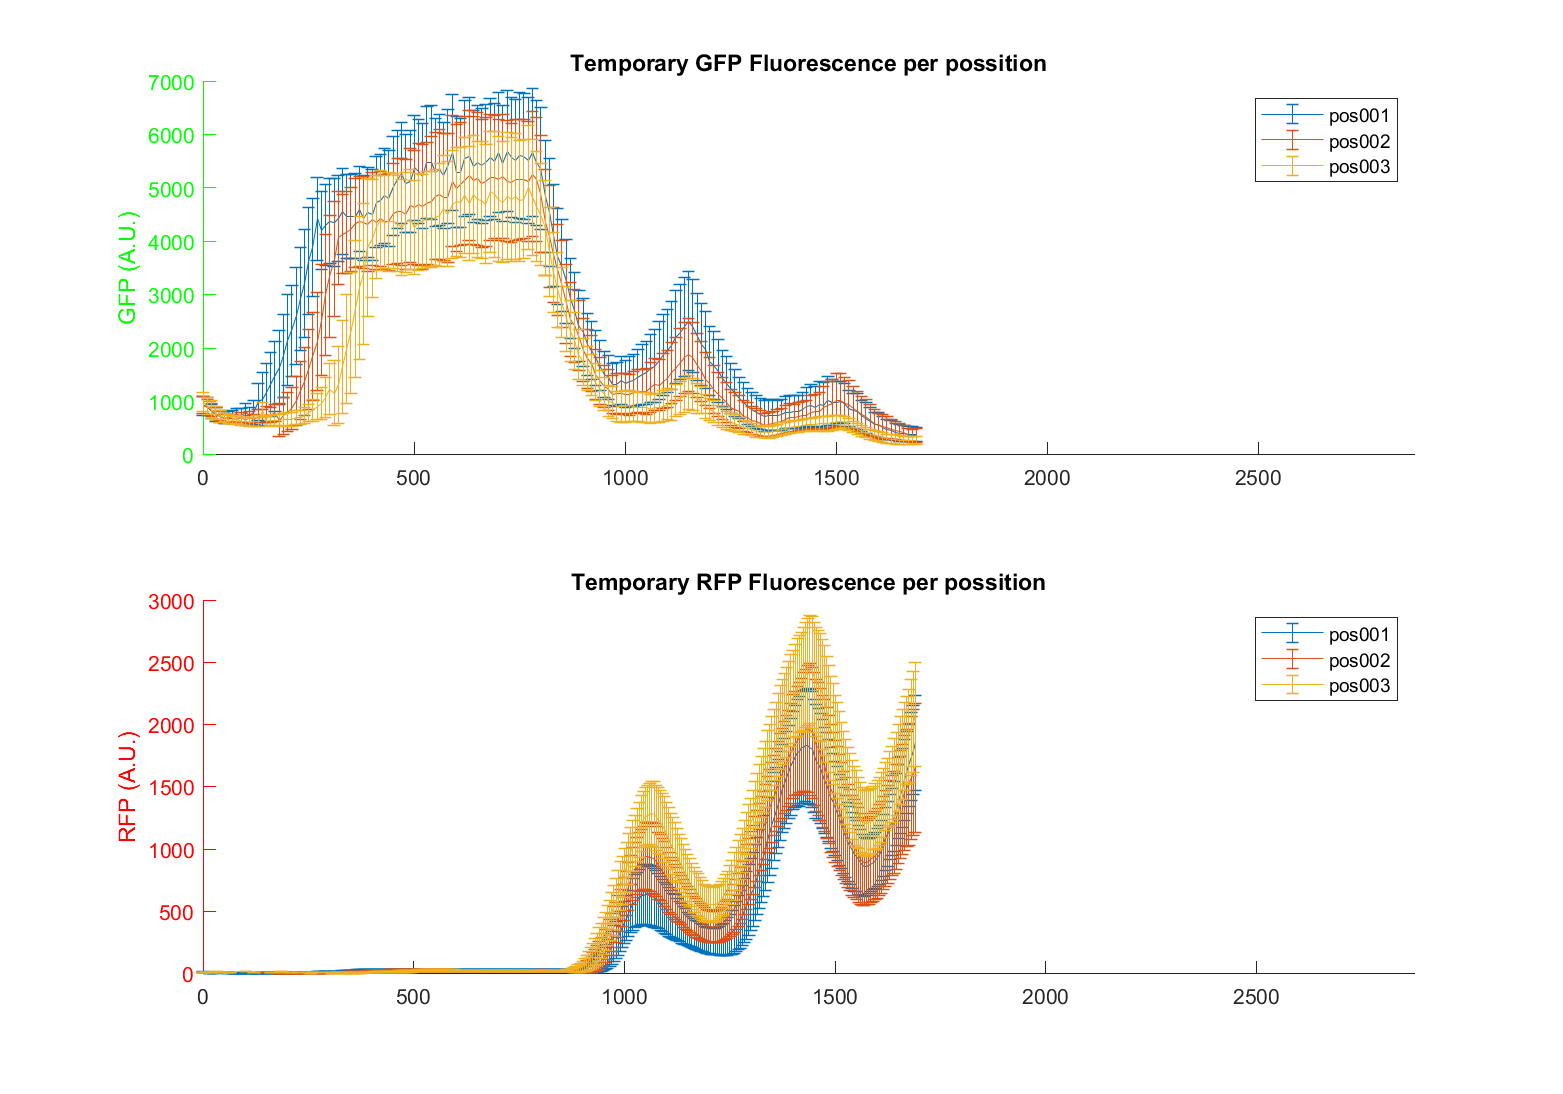 Temporary GFP Fluorescence per possition
7000
6000
5000
4000
3000
2000
1000
0
GFP (A.U.)
pos001
pos002
pos003
0 500 1000 1500 2000 2500
Temporary RFP Fluorescence per possition
3000
2500
2000
1500
1000
500
0
RFP (A.U.)
pos001
pos002
pos003
0 500 1000 1500 2000 2500